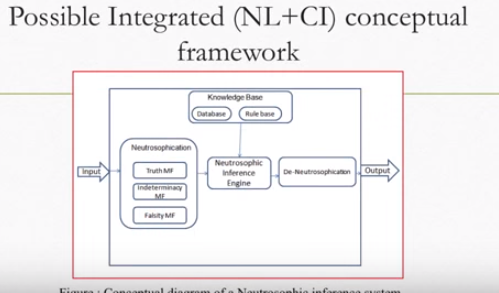 Possible Integrated (NL+CI) conceptual
framework
Knowledge Base
Database
Rule base
Neutrosophication
Input
Truth MF
Indeterminacy
MF
Falsity MF
Neutrosophic
Inference
Engine
De-Neutrosophication
Output
Figure : Conceptual diagram of a Neutrosophic inference system